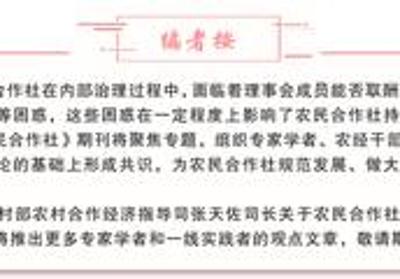 编者按
合作社在内部治理过程中，面临着理事会成员能否取酬
等困惑，这些困惑在一定程度上影响了农民合作社持
民合作社》期刊将聚焦专题，组织专家学者、农经干部
论的基础上形成共识，为农民合作社规范发展、做大
村部农村合作经济指导司张天佐司长关于农民合作社
将推出更多专家学者和一线实践者的观点文章，敬请期